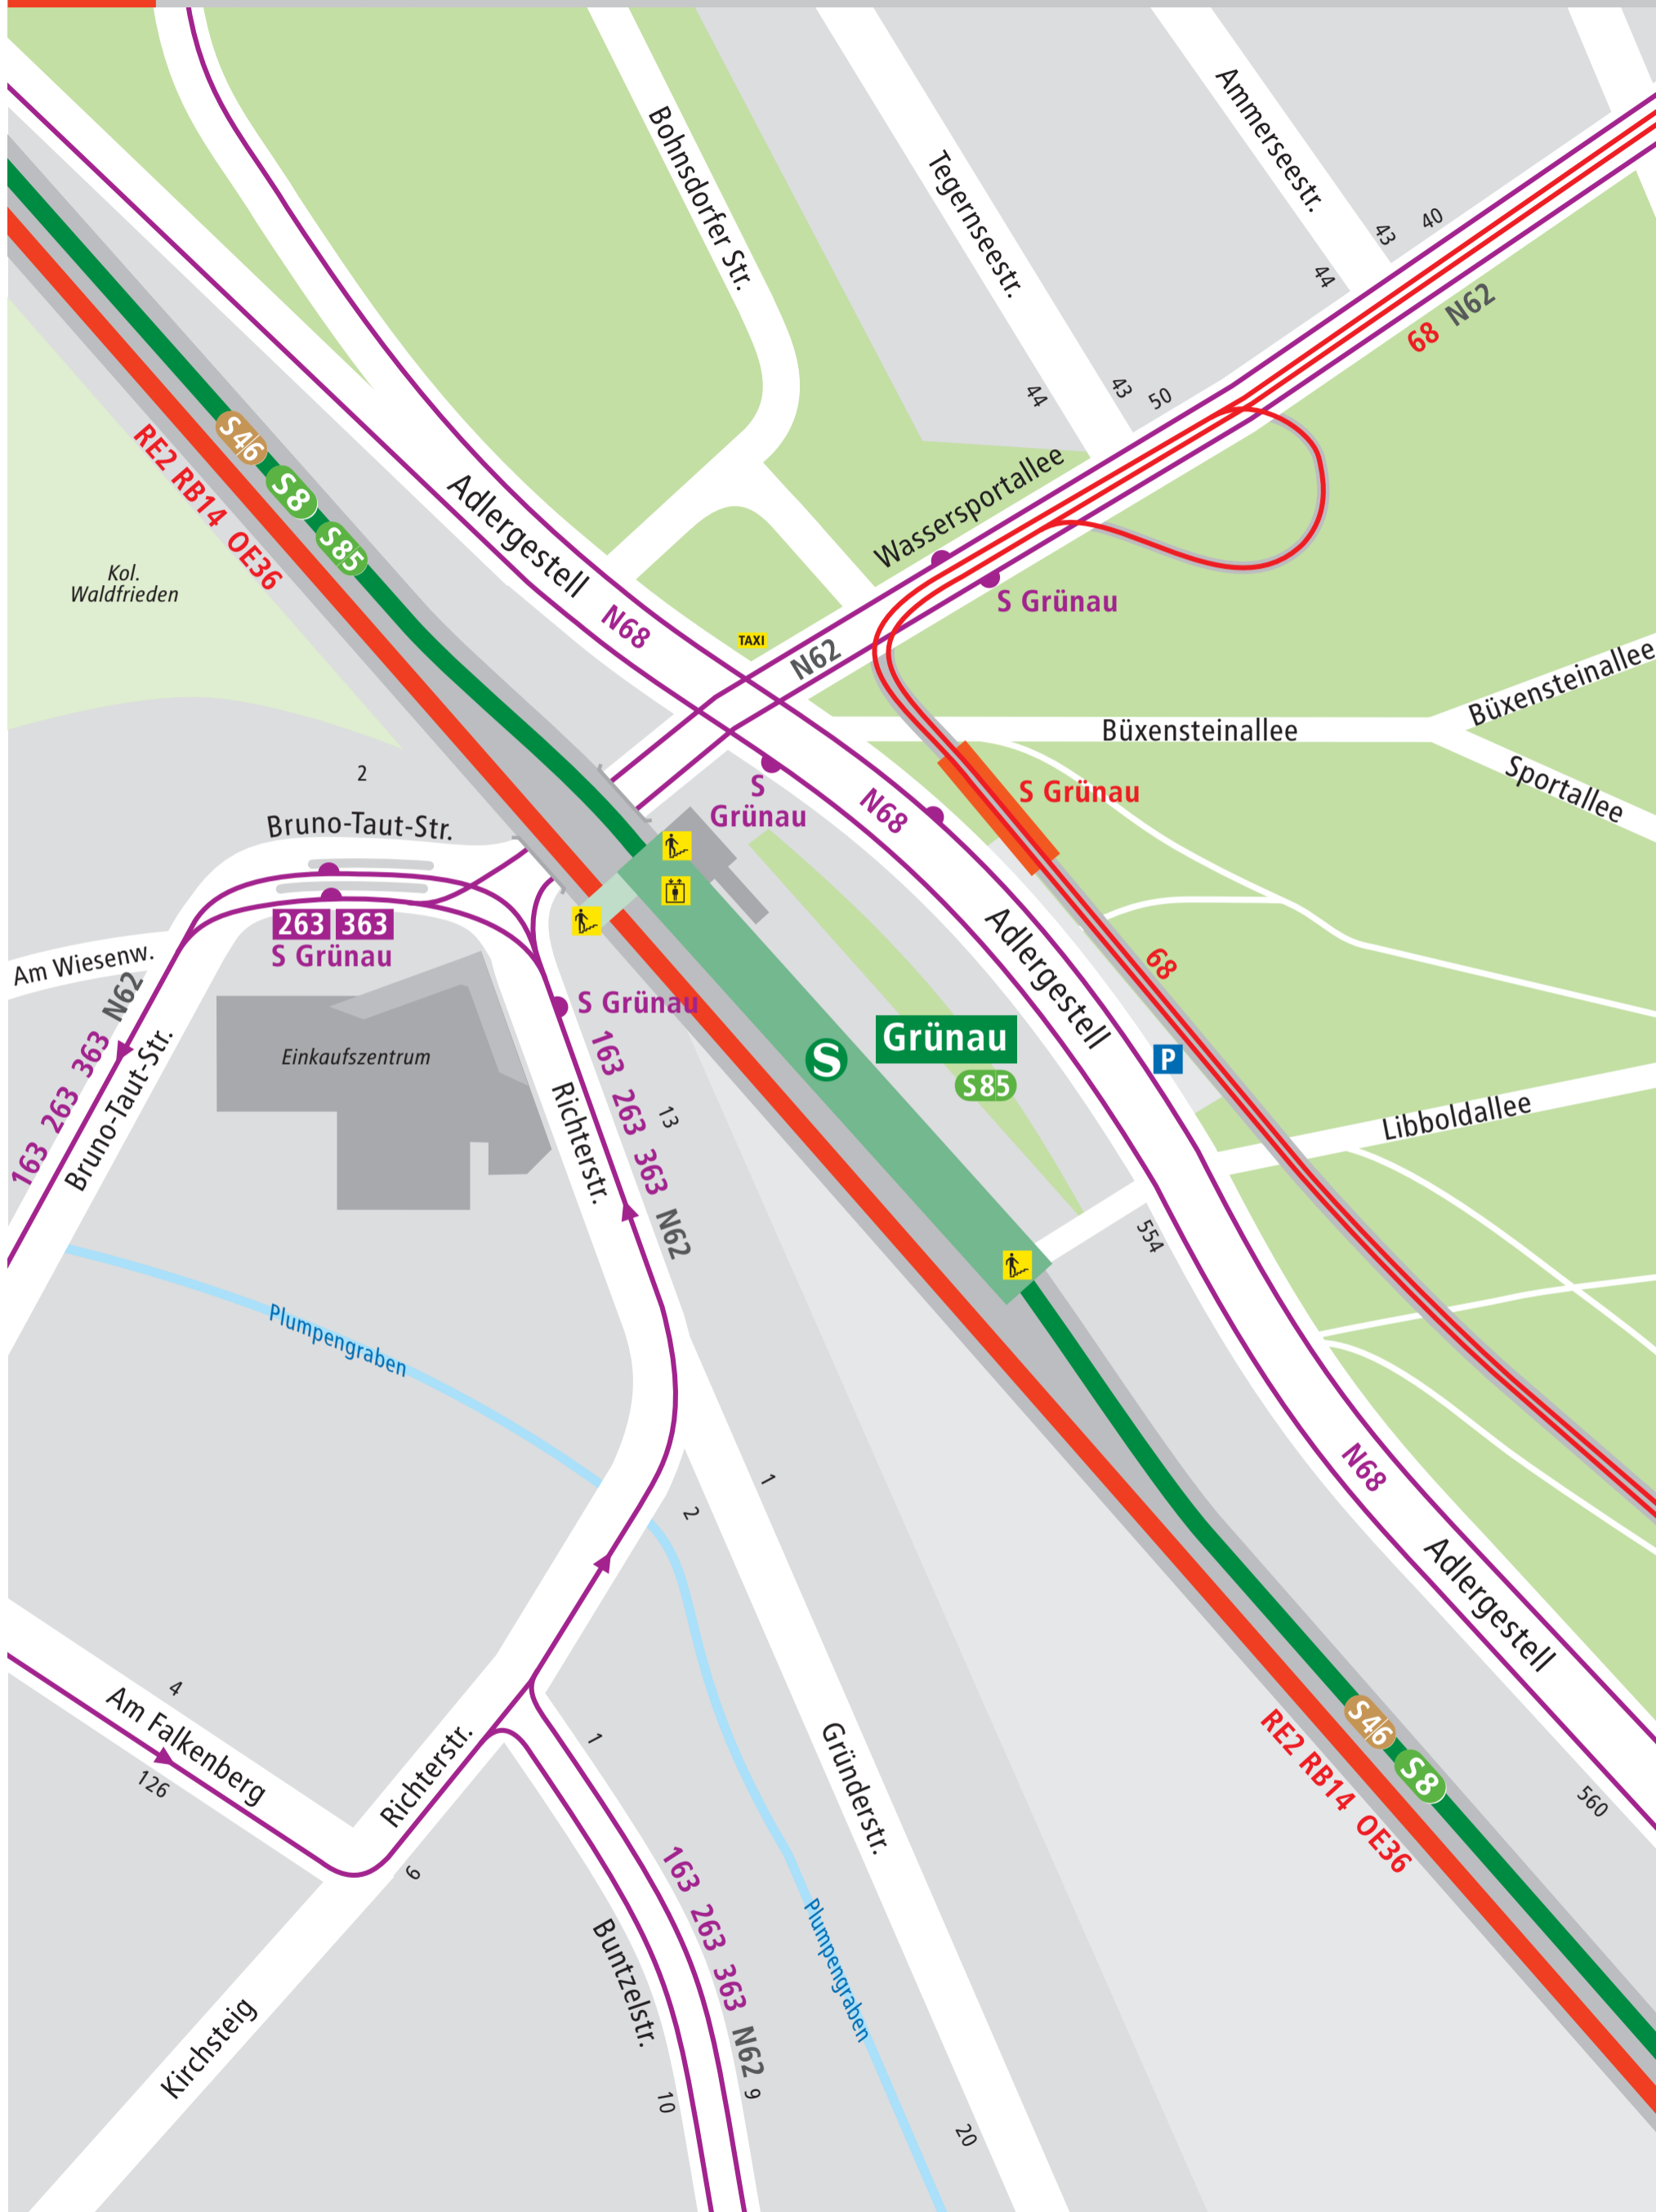 Bohnsdorfer Str.
Tegernseestr.
Ammerseestr.
44
43
40
68 N62
44
43
50
S46
S8
S85
RE2 RB14 OE36
Adlergestell
N68
Wassersportallee
S Grünau
Kol.
Waldfrieden
TAXI
N62
Büxensteinallee
Büxensteinallee
Sportallee
2
Bruno-Taut-Str.
S
Grünau
N68
S Grünau
263 363
S Grünau
Am Wiesenw.
163 263 363 N62
Bruno-Taut-Str.
S Grünau
Einkaufszentrum
163 263 363 N62
Richterstr.
13
S
Grünau
S85
Adlergestell
68
P
Libboldallee
554
Plumpengraben
1
2
N68
Adlergestell
4
Am Falkenberg
126
Richterstr.
6
1
Gründerstr.
S46
S8
RE2 RB14 OE36
560
163 263 363 N62
Buntzelstr.
Plumpengraben
Kirchsteig
10
9
20